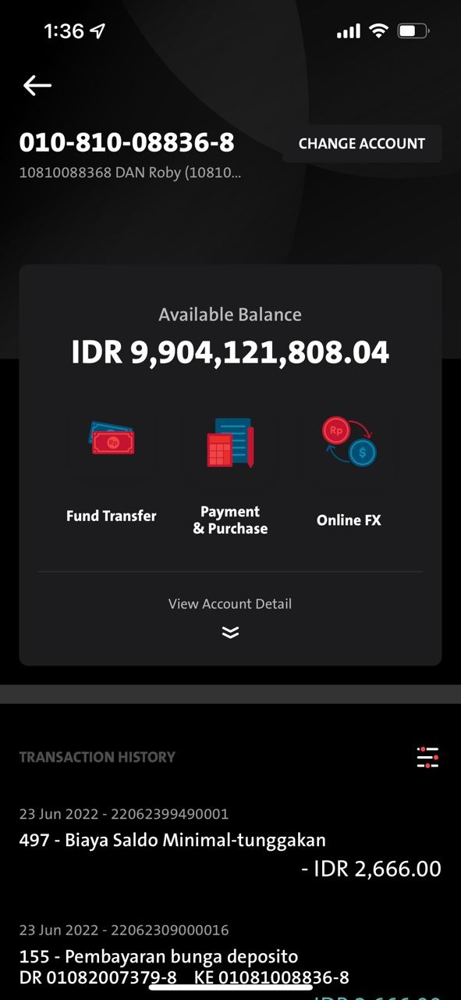 1:36
010-810-08836-8
CHANGE ACCOUNT
10810088368 DAN Roby (10810...
Available Balance
IDR 9,904,121,808.04
Rp
Rp
$
Fund Transfer
Payment
& Purchase
Online FX
View Account Detail
TRANSACTION HISTORY
23 Jun 2022 - 22062399490001
497 - Biaya Saldo Minimal-tunggakan
- IDR 2,666.00
23 Jun 2022 - 22062309000016
155 - Pembayaran bunga deposito
DR 01082007379-8 KE 01081008836-8